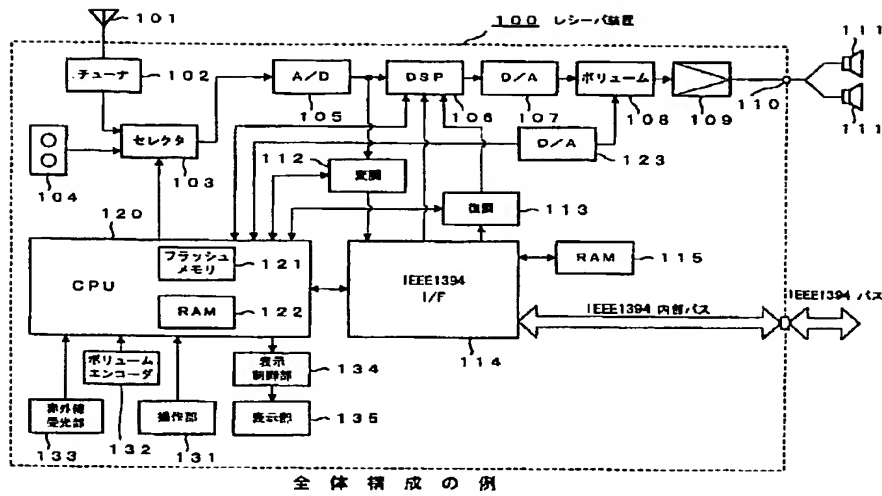 101
100 レシーバ装置
チューナ
102
A/D
105
DSP
106
D/A
107
ボリューム
108
109
110
111
111
セレクタ
103
104
D/A
123
112
変調
復調
113
120
CPU
フラッシュ
メモリ
121
RAM
122
IEEE1394
I/F
114
RAM
115
IEEE1394 内部バス
IEEE1394 バス
ボリューム
エンコーダ
132
赤外線
受光部
133
操作部
131
表示
制御部
134
表示部
135
全体構成の例